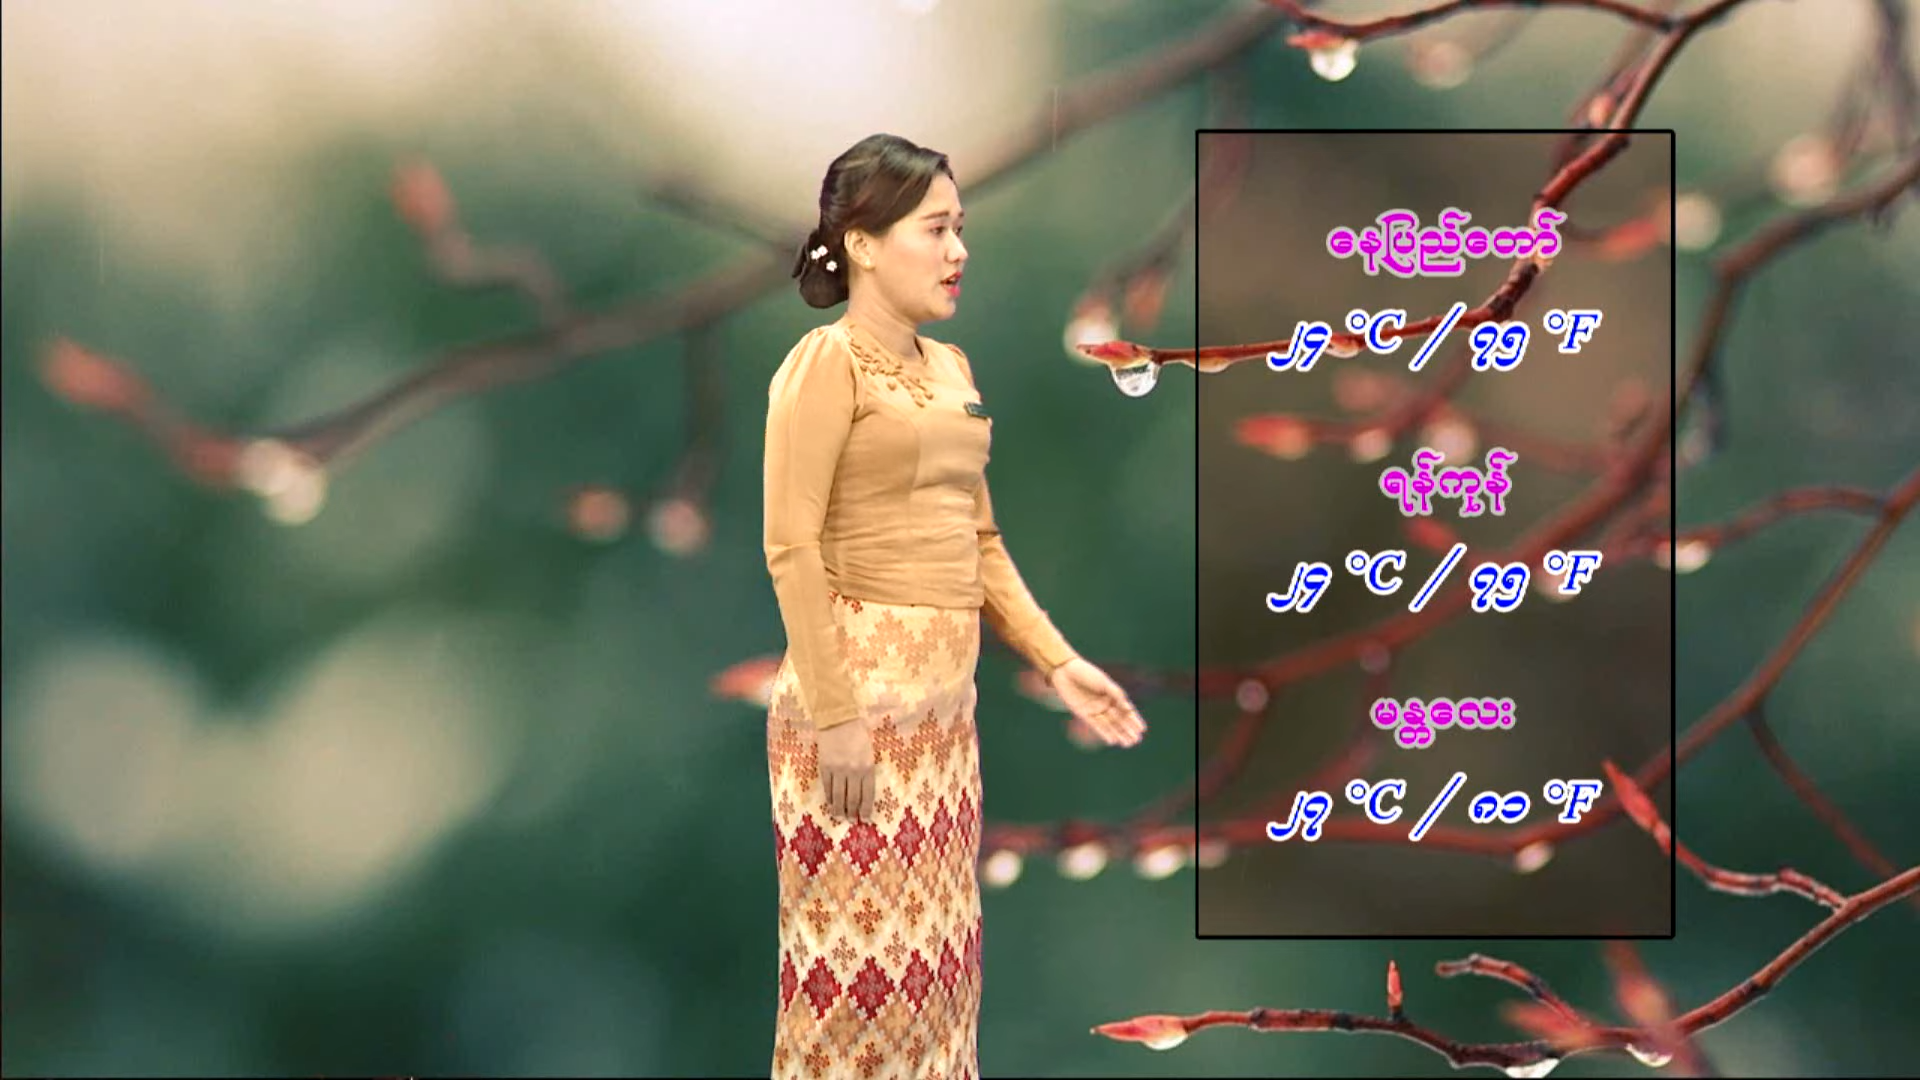 နေပြည်တော်
၂၄ °C / ၇၅ °F
ရန်ကုန်
၂၄ °C / ၇၅ °F
မန္တလေး
၂၇ °C / ၈၁ °F